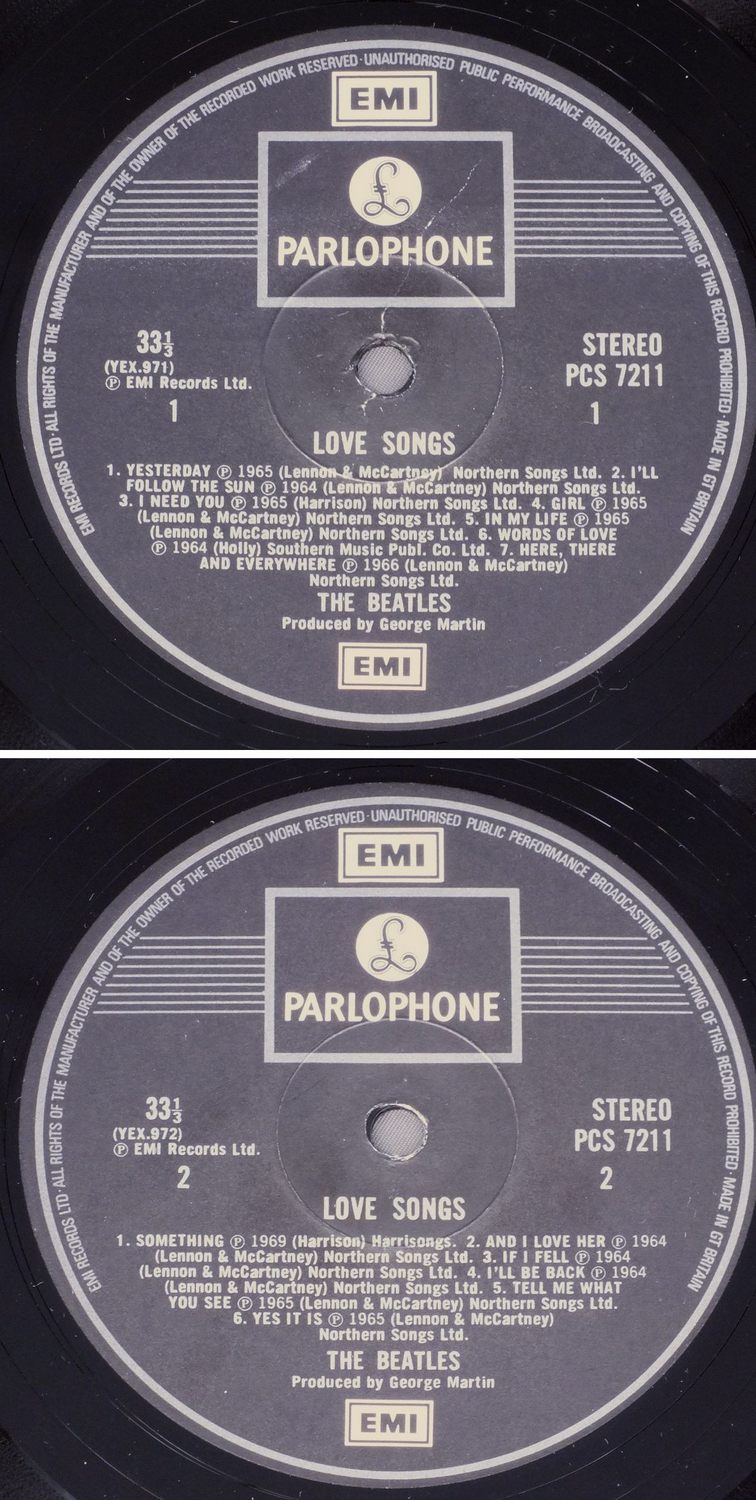 EMI RECORDS LTD·ALL RIGHTS OF THE MANUFACTURER AND OF THE OWNER OF THE RECORDED WORK RESERVED·UNAUTHORISED PUBLIC PERFORMANCE BROADCASTING AND COPYING OF THIS RECORD PROHIBITED·MADE IN GT BRITAIN
EMI
£
PARLOPHONE
33⅓
(YEX.971)
℗ EMI Records Ltd.
1
STEREO
PCS 7211
1
LOVE SONGS
1. YESTERDAY ℗ 1965 (Lennon & McCartney) Northern Songs Ltd. 2. I'LL
FOLLOW THE SUN ℗ 1964 (Lennon & McCartney) Northern Songs Ltd.
3. I NEED YOU ℗ 1965 (Harrison) Northern Songs Ltd. 4. GIRL ℗ 1965
(Lennon & McCartney) Northern Songs Ltd. 5. IN MY LIFE ℗ 1965
(Lennon & McCartney) Northern Songs Ltd. 6. WORDS OF LOVE
℗ 1964 (Holly) Southern Music Publ. Co. Ltd. 7. HERE, THERE
AND EVERYWHERE ℗ 1966 (Lennon & McCartney)
Northern Songs Ltd.
THE BEATLES
Produced by George Martin
EMI
EMI RECORDS LTD·ALL RIGHTS OF THE MANUFACTURER AND OF THE OWNER OF THE RECORDED WORK RESERVED·UNAUTHORISED PUBLIC PERFORMANCE BROADCASTING AND COPYING OF THIS RECORD PROHIBITED·MADE IN GT BRITAIN
EMI
£
PARLOPHONE
33⅓
(YEX.972)
℗ EMI Records Ltd.
2
STEREO
PCS 7211
2
LOVE SONGS
1. SOMETHING ℗ 1969 (Harrison) Harrisongs. 2. AND I LOVE HER ℗ 1964
(Lennon & McCartney) Northern Songs Ltd. 3. IF I FELL ℗ 1964
(Lennon & McCartney) Northern Songs Ltd. 4. I'LL BE BACK ℗ 1964
(Lennon & McCartney) Northern Songs Ltd. 5. TELL ME WHAT
YOU SEE ℗ 1965 (Lennon & McCartney) Northern Songs Ltd.
6. YES IT IS ℗ 1965 (Lennon & McCartney)
Northern Songs Ltd.
THE BEATLES
Produced by George Martin
EMI